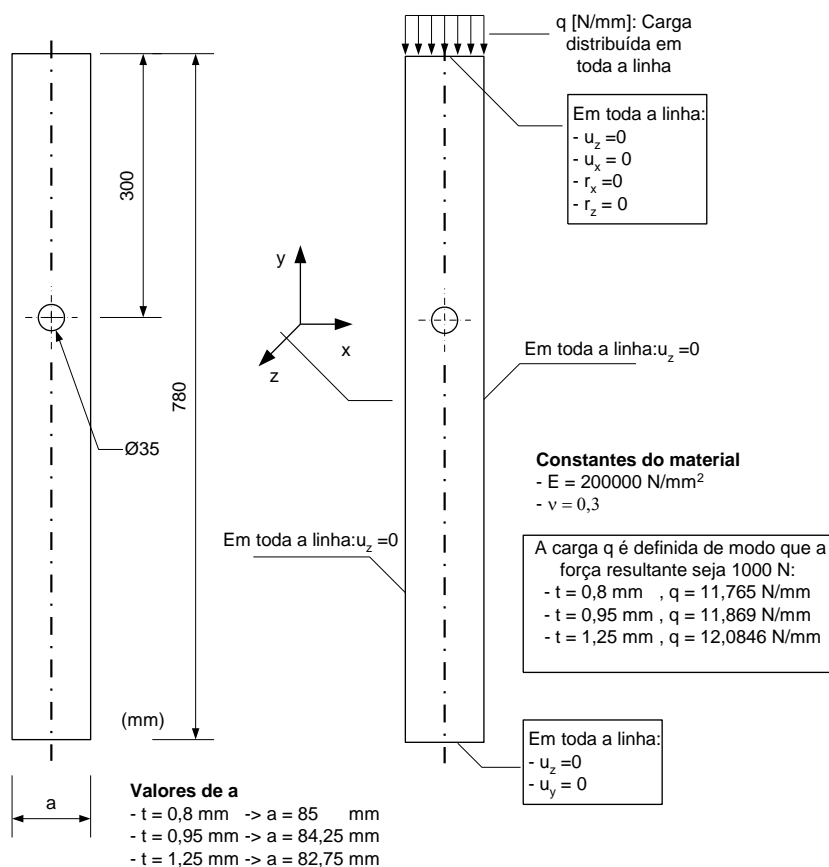 q [N/mm]: Carga
distribuída em
toda a linha
Em toda a linha:
- u_z =0
- u_x = 0
- r_x =0
- r_z = 0
300
780
Ø35
y
x
z
Em toda a linha:u_z =0
Constantes do material
- E = 200000 N/mm²
- ν = 0,3
Em toda a linha:u_z =0
A carga q é definida de modo que a
força resultante seja 1000 N:
- t = 0,8 mm , q = 11,765 N/mm
- t = 0,95 mm , q = 11,869 N/mm
- t = 1,25 mm , q = 12,0846 N/mm
(mm)
Em toda a linha:
- u_z =0
- u_y = 0
a
Valores de a
- t = 0,8 mm -> a = 85 mm
- t = 0,95 mm -> a = 84,25 mm
- t = 1,25 mm -> a = 82,75 mm